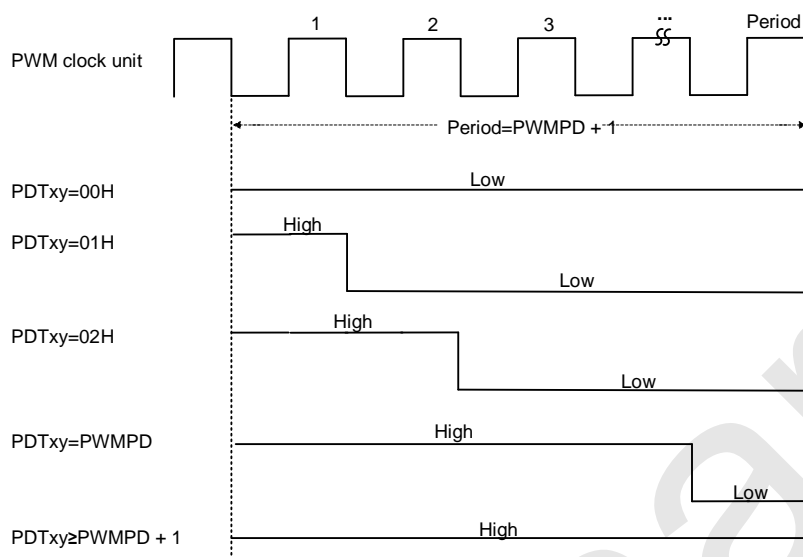 1 2 3 ... Period
PWM clock unit
Period=PWMPD + 1
PDTxy=00H
Low
PDTxy=01H
High
Low
PDTxy=02H
High
Low
PDTxy=PWMPD
High
Low
PDTxy≥PWMPD + 1
High